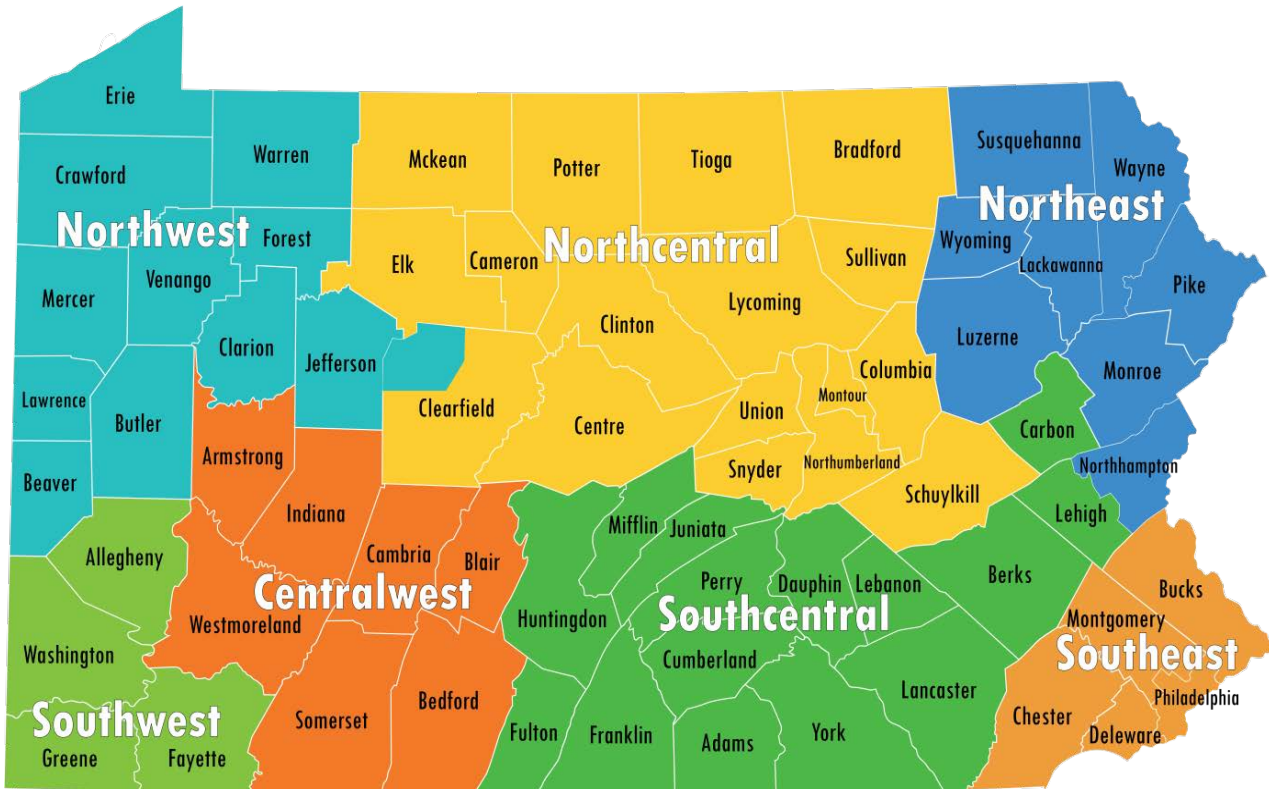 Erie
Warren
Mckean
Potter
Tioga
Bradford
Susquehanna
Wayne
Crawford
Northwest
Forest
Venango
Mercer
Elk
Cameron
Northcentral
Sullivan
Northeast
Wyoming
Lackawanna
Pike
Lycoming
Clinton
Clarion
Jefferson
Luzerne
Columbia
Monroe
Lawrence
Butler
Clearfield
Centre
Union
Montour
Carbon
Beaver
Armstrong
Snyder
Northumberland
Northhampton
Schuylkill
Indiana
Mifflin
Juniata
Lehigh
Allegheny
Cambria
Blair
Perry
Dauphin
Lebanon
Berks
Bucks
Centralwest
Westmoreland
Huntingdon
Southcentral
Montgomery
Washington
Cumberland
Southeast
Lancaster
Philadelphia
Bedford
Southwest
Somerset
Chester
Greene
Fayette
Fulton
Franklin
Adams
York
Deleware